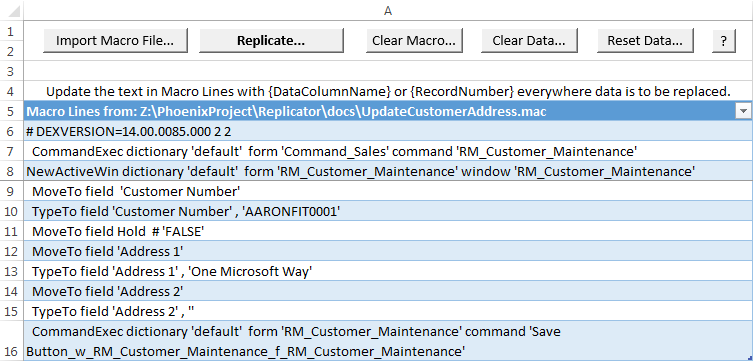 A
1
Import Macro File... Replicate... Clear Macro... Clear Data... Reset Data... ?
2
3
4 Update the text in Macro Lines with {DataColumnName} or {RecordNumber} everywhere data is to be replaced.
5 Macro Lines from: Z:\PhoenixProject\Replicator\docs\UpdateCustomerAddress.mac
6 # DEXVERSION=14.00.0085.000 2 2
7 CommandExec dictionary 'default' form 'Command_Sales' command 'RM_Customer_Maintenance'
8 NewActiveWin dictionary 'default' form 'RM_Customer_Maintenance' window 'RM_Customer_Maintenance'
9 MoveTo field 'Customer Number'
10 TypeTo field 'Customer Number' , 'AARONFIT0001'
11 MoveTo field Hold # 'FALSE'
12 MoveTo field 'Address 1'
13 TypeTo field 'Address 1' , 'One Microsoft Way'
14 MoveTo field 'Address 2'
15 TypeTo field 'Address 2' , ''
CommandExec dictionary 'default' form 'RM_Customer_Maintenance' command 'Save
16 Button_w_RM_Customer_Maintenance_f_RM_Customer_Maintenance'